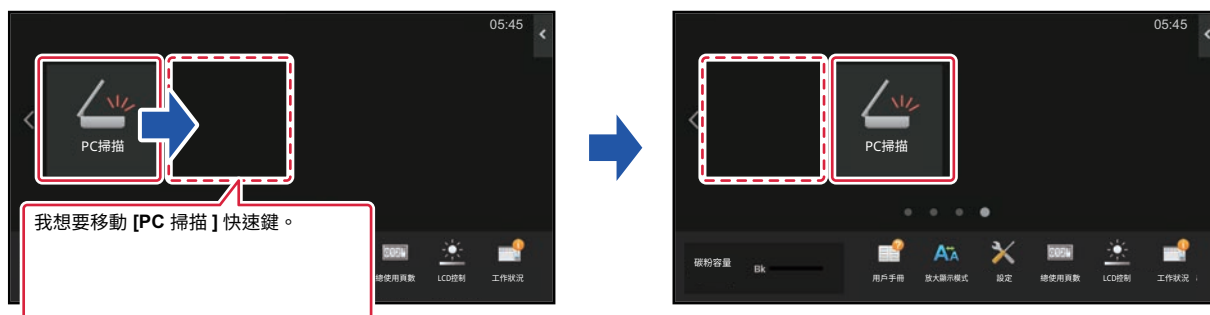 05:45
PC掃描
我想要移動 [PC 掃描 ] 快速鍵。
總使用頁數
LCD控制
工作狀況
05:45
PC掃描
碳粉容量
Bk
用戶手冊
放大顯示模式
設定
總使用頁數
LCD控制
工作狀況